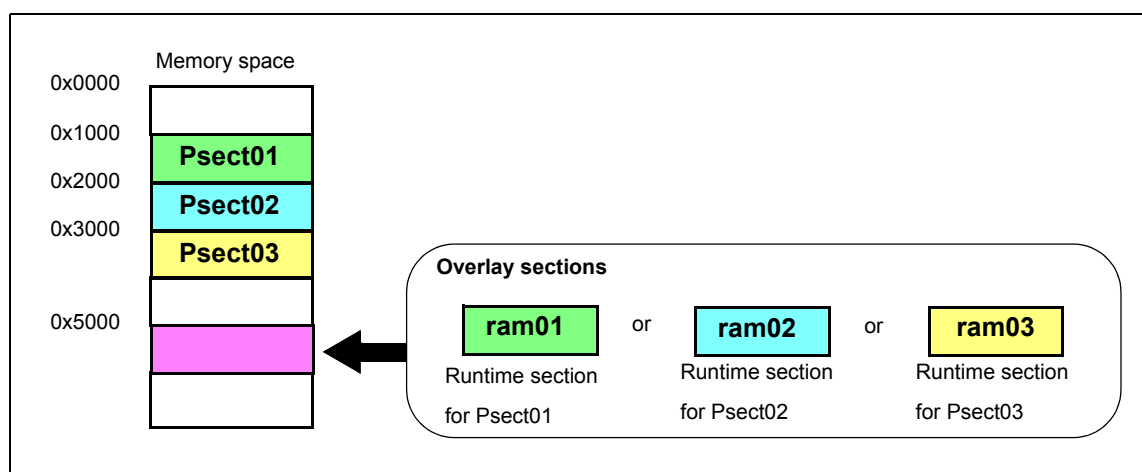 Memory space
0x0000
0x1000
Psect01
0x2000
Psect02
0x3000
Psect03
0x5000
Overlay sections
ram01 or ram02 or ram03
Runtime section Runtime section Runtime section
for Psect01 for Psect02 for Psect03